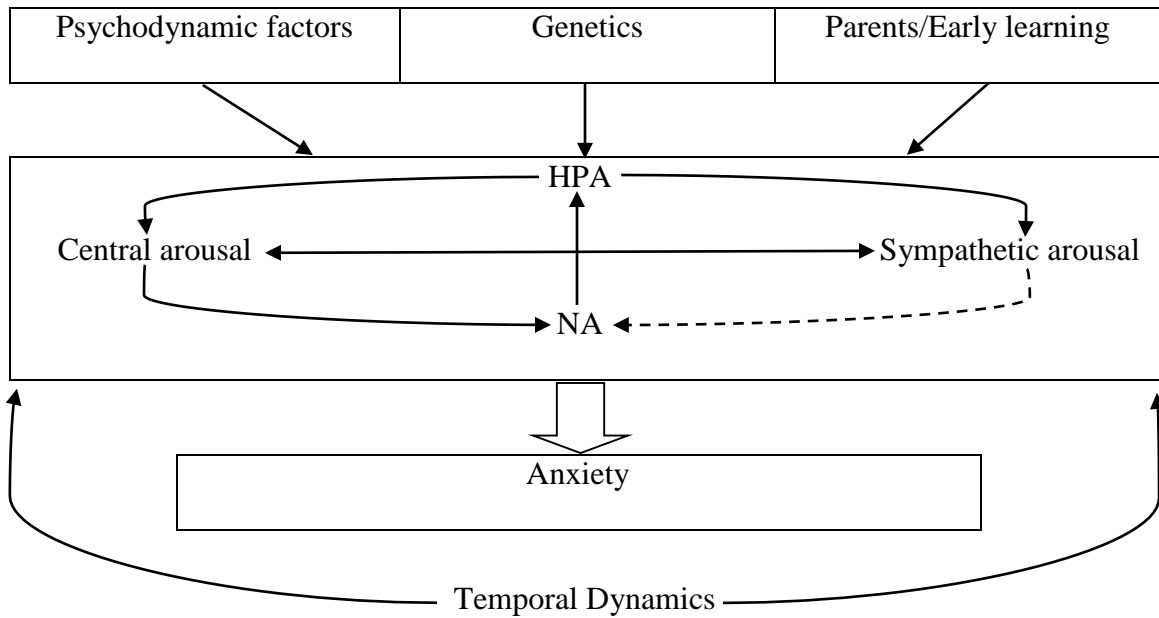 Psychodynamic factors
Genetics
Parents/Early learning
HPA
Central arousal
Sympathetic arousal
NA
Anxiety
Temporal Dynamics